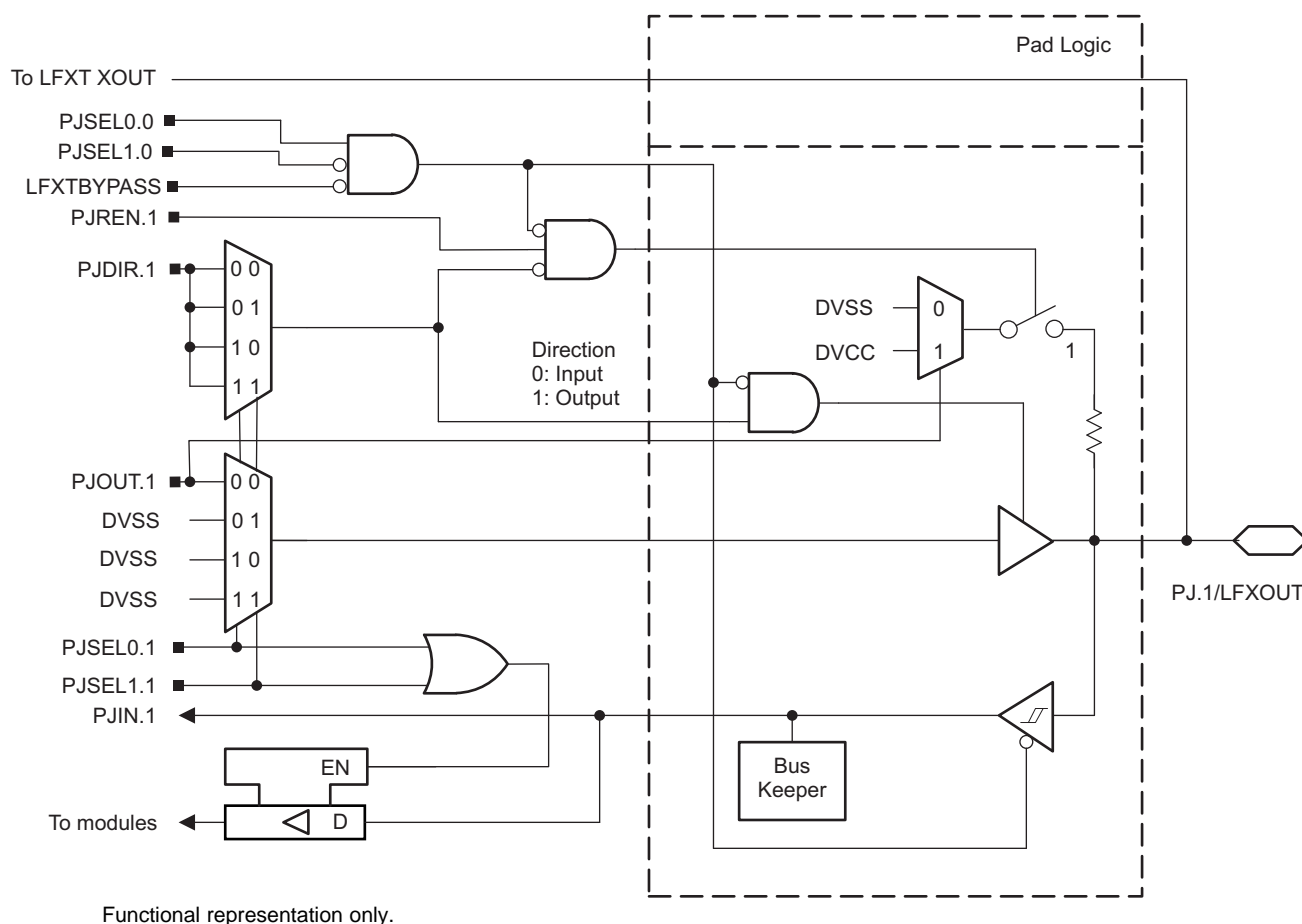 Pad Logic
To LFXT XOUT
PJSEL0.0
PJSEL1.0
LFXTBYPASS
PJREN.1
PJDIR.1
0 0
0 1
1 0
1 1
DVSS
0
DVCC
1
1
Direction
0: Input
1: Output
PJOUT.1
0 0
DVSS
0 1
DVSS
1 0
DVSS
1 1
PJ.1/LFXOUT
PJSEL0.1
PJSEL1.1
PJIN.1
EN
Bus
Keeper
To modules
D
Functional representation only.